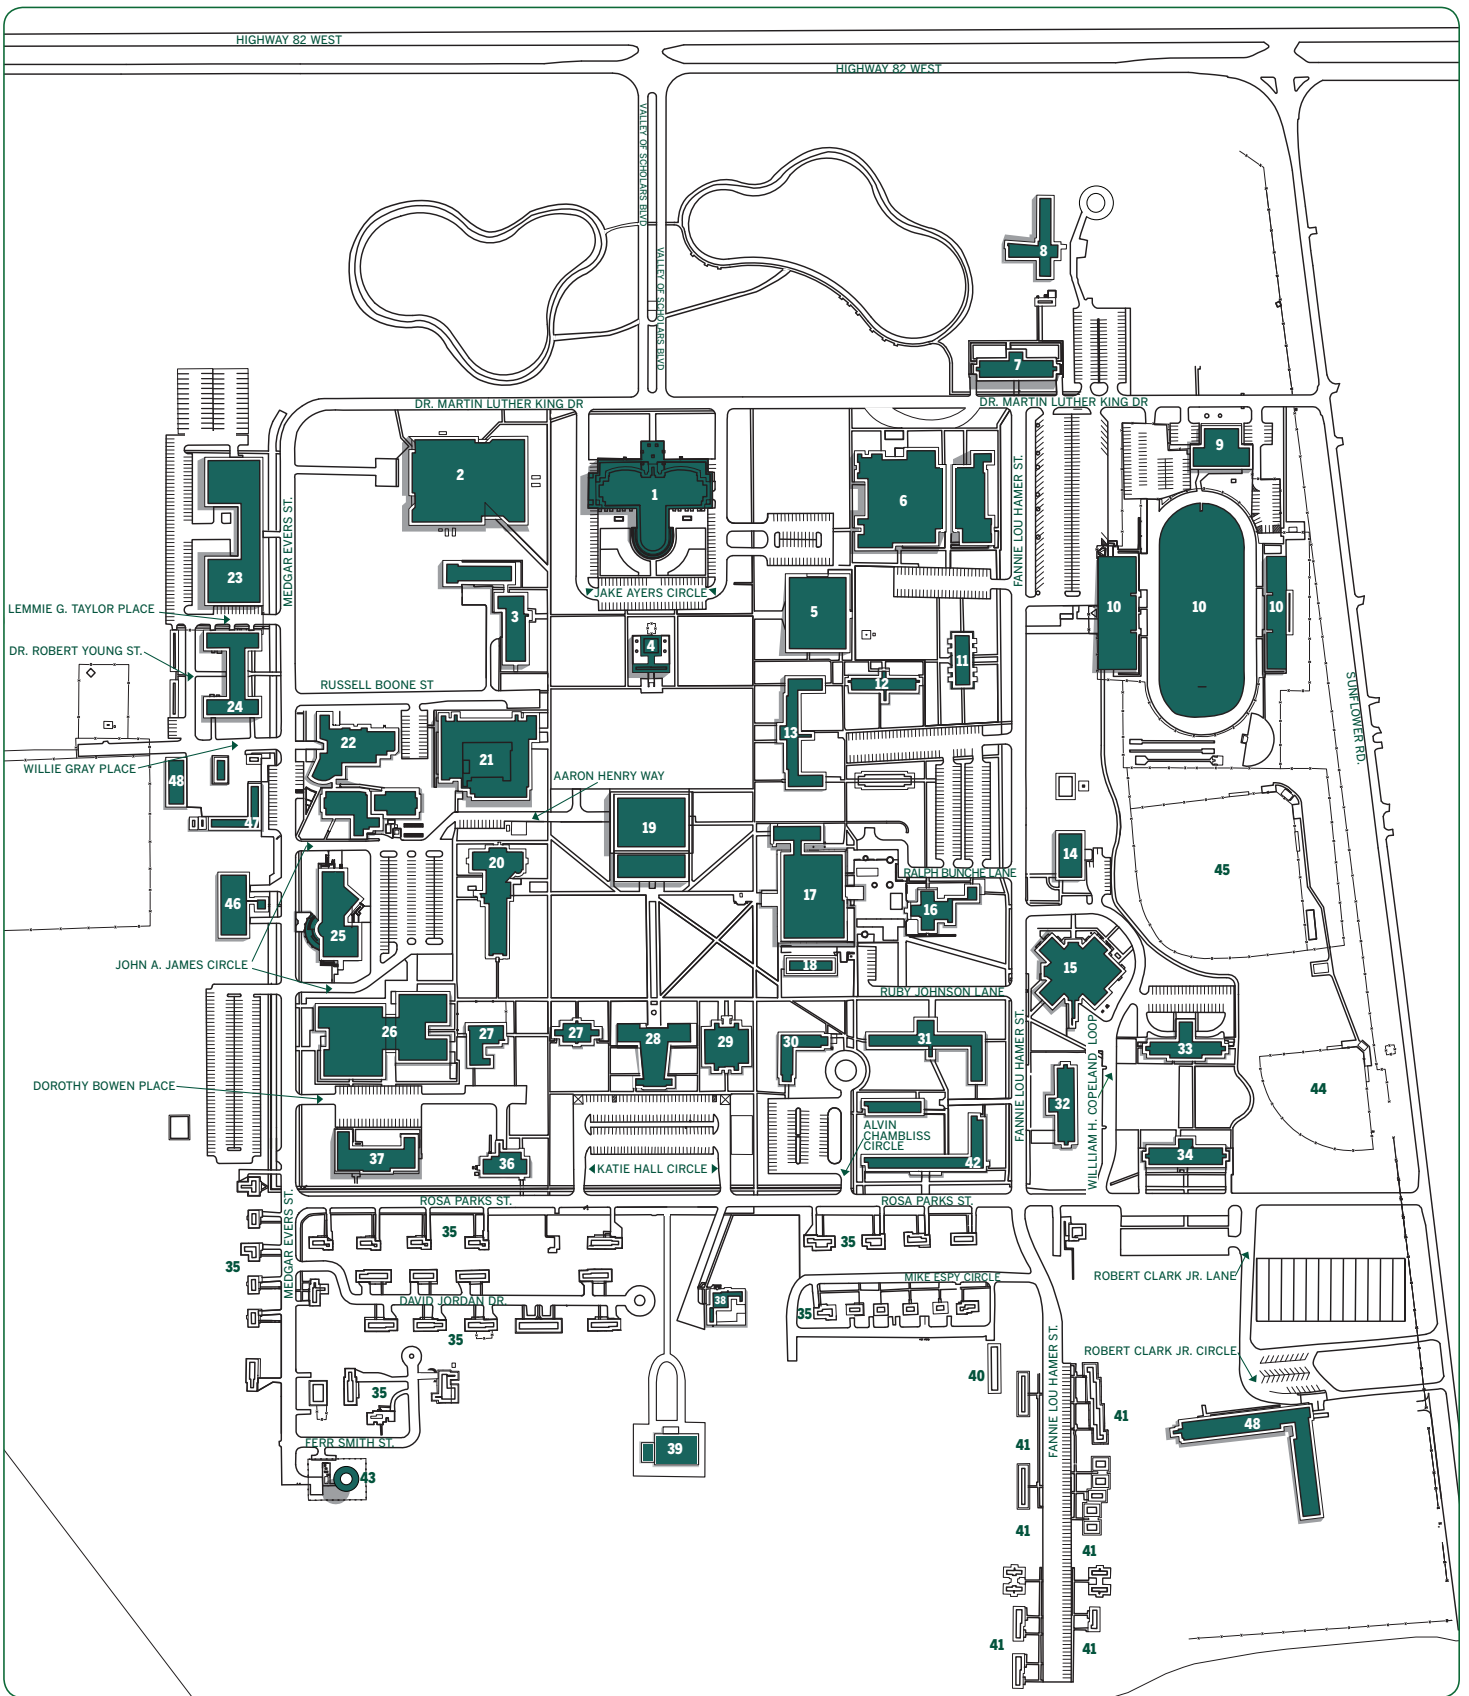 HIGHWAY 82 WEST
HIGHWAY 82 WEST
VALLEY OF SCHOLARS BLVD
VALLEY OF SCHOLARS BLVD
8
7
DR. MARTIN LUTHER KING DR
DR. MARTIN LUTHER KING DR
9
2
1
6
FANNIE LOU HAMER ST.
MEDGAR EVERS ST.
23
JAKE AYERS CIRCLE
LEMMIE G. TAYLOR PLACE
3
5
10
10
10
4
DR. ROBERT YOUNG ST.
11
RUSSELL BOONE ST
12
24
SUNFLOWER RD.
13
22
21
WILLIE GRAY PLACE
48
AARON HENRY WAY
47
19
14
20
RALPH BUNCHE LANE
45
17
46
16
25
JOHN A. JAMES CIRCLE
18
15
RUBY JOHNSON LANE
26
27
27
28
29
30
31
FANNIE LOU HAMER ST.
WILLLIAM H. COPELAND LOOP
33
DOROTHY BOWEN PLACE
44
32
ALVIN
CHAMBLISS
CIRCLE
37
36
KATIE HALL CIRCLE
42
34
MEDGAR EVERS ST.
ROSA PARKS ST.
ROSA PARKS ST.
35
35
35
MIKE ESPY CIRCLE
ROBERT CLARK JR. LANE
DAVID JORDAN DR.
38
35
35
FANNIE LOU HAMER ST.
ROBERT CLARK JR. CIRCLE
40
35
41
48
FERR SMITH ST.
39
41
43
41
41
41
41